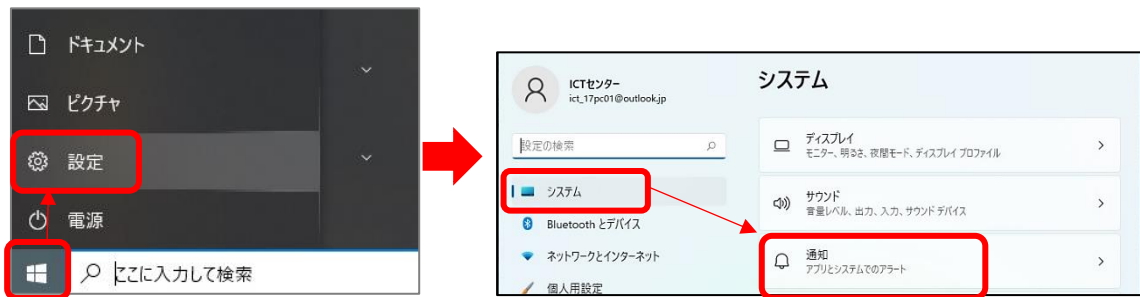 ドキュメント
ピクチャ
設定
電源
ここに入力して検索
ICTセンター
ict_17pc01@outlook.jp
設定の検索
システム
Bluetooth とデバイス
ネットワークとインターネット
個人用設定
システム
ディスプレイ
モニター、明るさ、夜間モード、ディスプレイ プロファイル
サウンド
音量レベル、出力、入力、サウンド デバイス
通知
アプリとシステムでのアラート